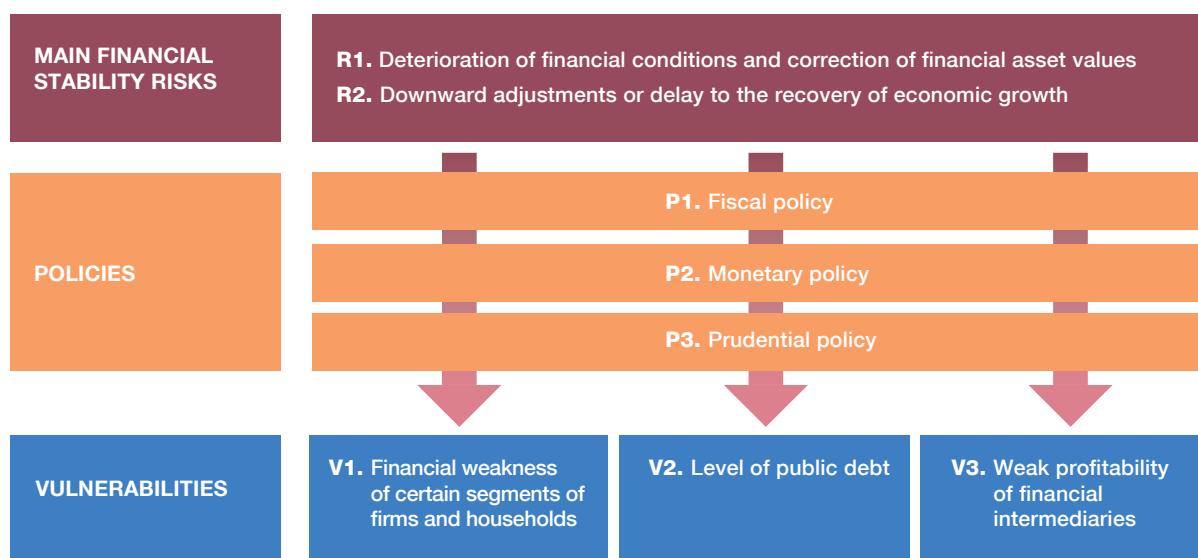 MAIN FINANCIAL
STABILITY RISKS
R1. Deterioration of financial conditions and correction of financial asset values
R2. Downward adjustments or delay to the recovery of economic growth
POLICIES
P1. Fiscal policy
P2. Monetary policy
P3. Prudential policy
VULNERABILITIES
V1. Financial weakness
of certain segments of
firms and households
V2. Level of public debt
V3. Weak profitability
of financial
intermediaries